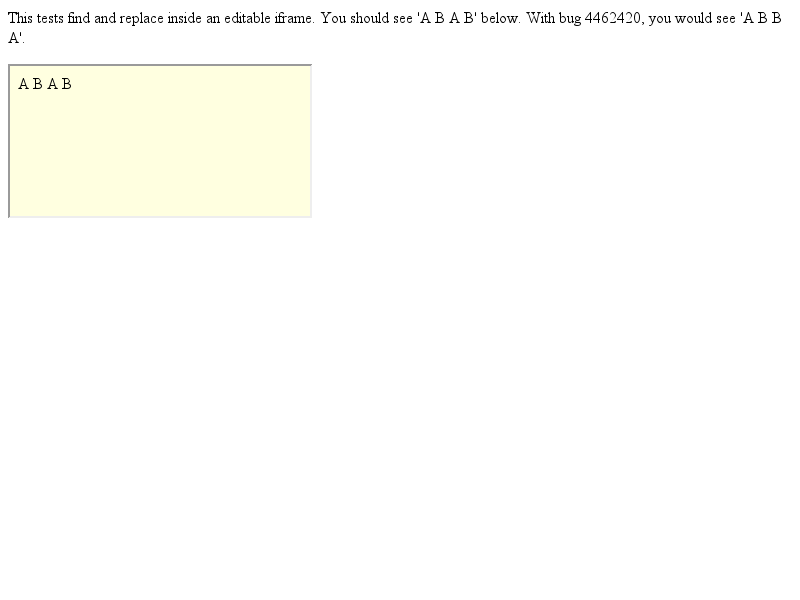 This tests find and replace inside an editable iframe. You should see 'A B A B' below. With bug 4462420, you would see 'A B B
A'.
A B A B